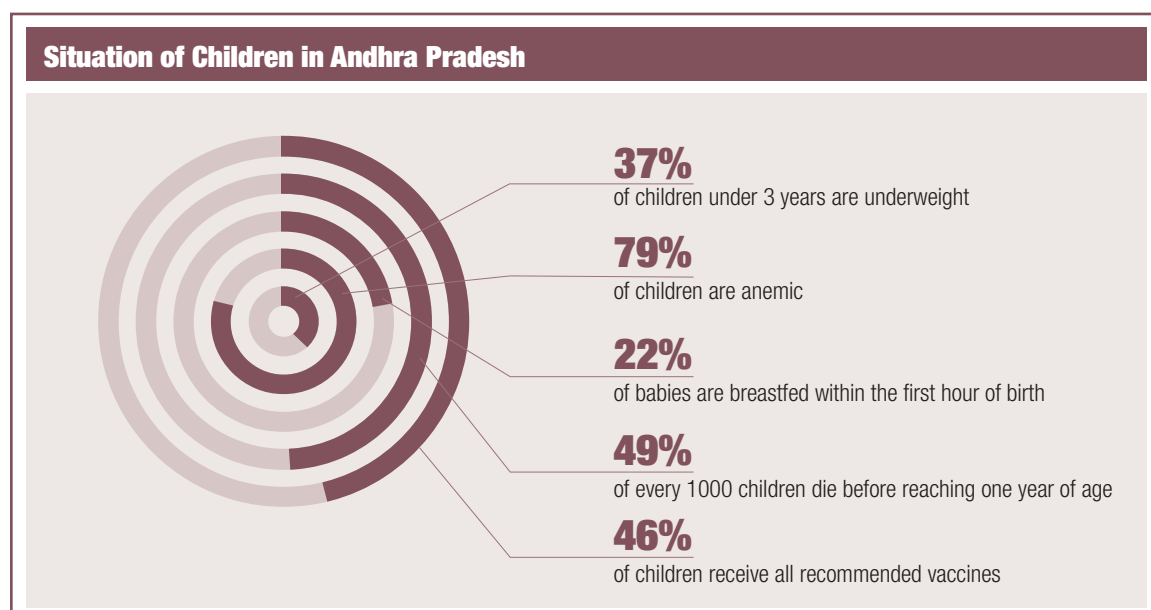 Situation of Children in Andhra Pradesh
37%
of children under 3 years are underweight
79%
of children are anemic
22%
of babies are breastfed within the first hour of birth
49%
of every 1000 children die before reaching one year of age
46%
of children receive all recommended vaccines